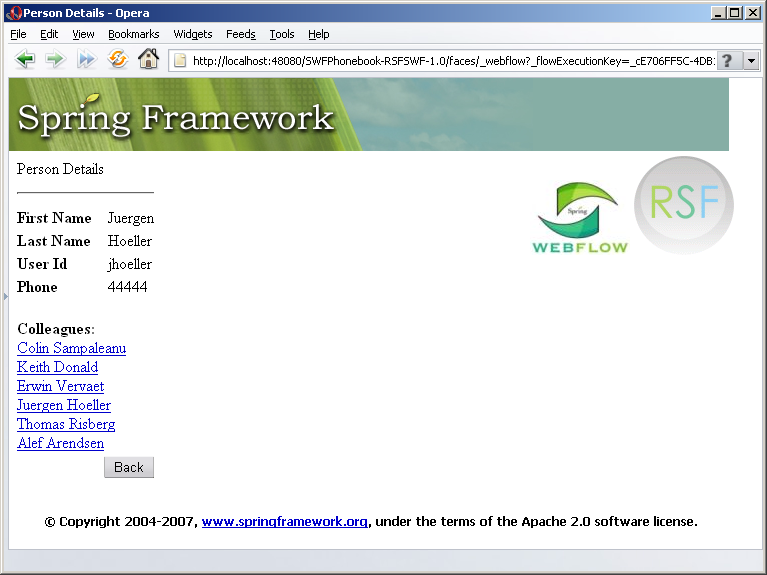 Person Details - Opera
File Edit View Bookmarks Widgets Feeds Tools Help
http://localhost:48080/SWFPhonebook-RSFSWF-1.0/faces/_webflow?_flowExecutionKey=_cE706FF5C-4DB
Spring Framework
Person Details
Spring
WEBFLOW
RSF
First Name Juergen
Last Name Hoeller
User Id jhoeller
Phone 44444
Colleagues:
Colin Sampaleanu
Keith Donald
Erwin Vervaet
Juergen Hoeller
Thomas Risberg
Alef Arendsen
Back
© Copyright 2004-2007, www.springframework.org, under the terms of the Apache 2.0 software license.